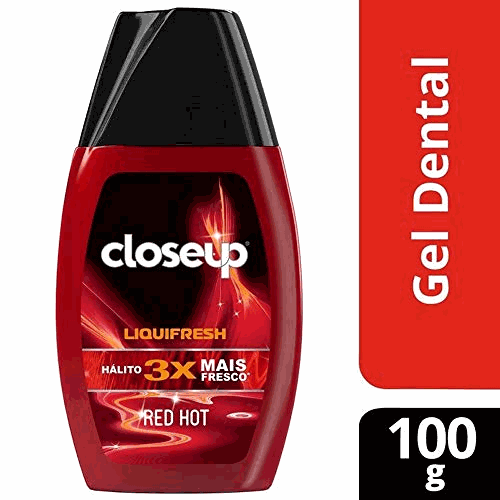 closeup
LIQUIFRESH
HÁLITO 3X MAIS FRESCO*
RED HOT
Gel Dental
100
g